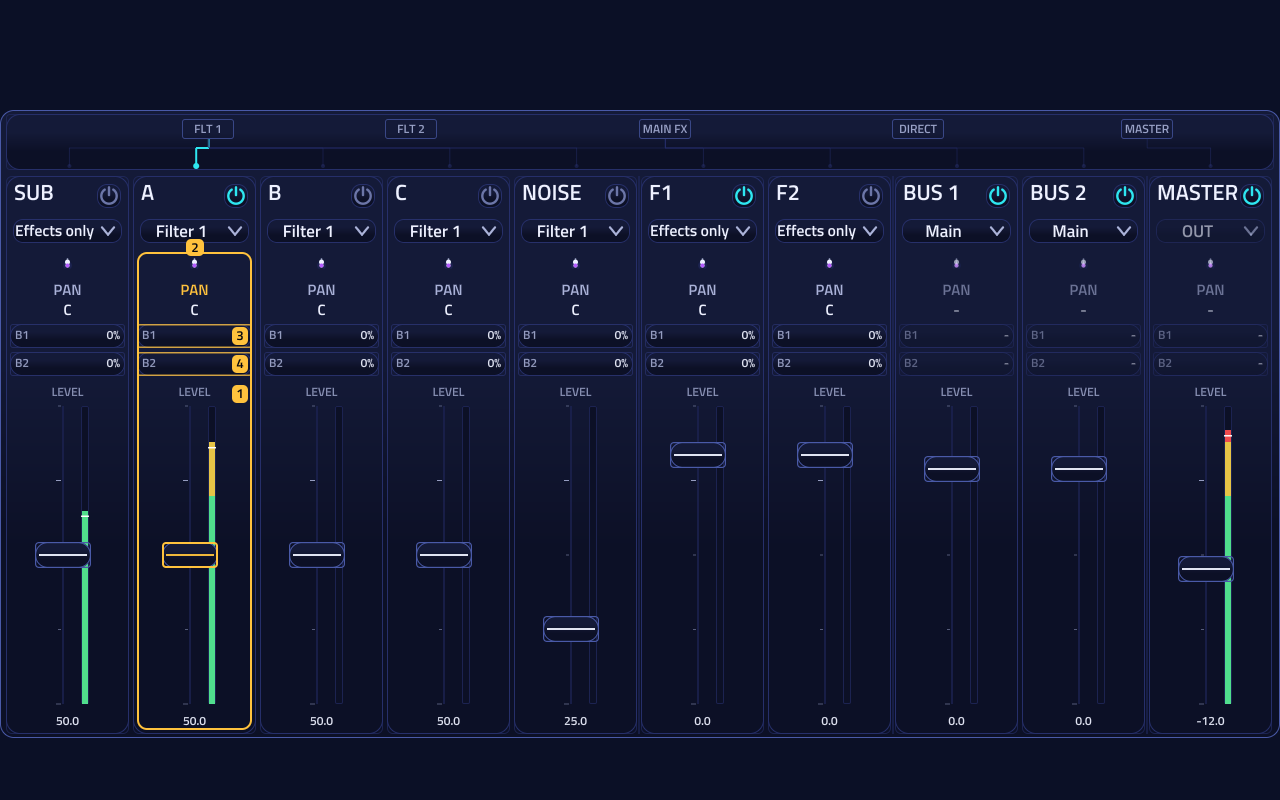 FLT 1 FLT 2 MAIN FX DIRECT MASTER
SUB A B C NOISE F1 F2 BUS 1 BUS 2 MASTER
Effects only Filter 1 Filter 1 Filter 1 Filter 1 Effects only Effects only Main Main OUT
2
PAN PAN PAN PAN PAN PAN PAN PAN PAN PAN
C C C C C C C - - -
B1 0% B1 3 B1 0% B1 0% B1 0% B1 0% B1 0% B1 - B1 - B1 -
B2 0% B2 4 B2 0% B2 0% B2 0% B2 0% B2 0% B2 - B2 - B2 -
LEVEL LEVEL 1 LEVEL LEVEL LEVEL LEVEL LEVEL LEVEL LEVEL LEVEL
50.0 50.0 50.0 50.0 25.0 0.0 0.0 0.0 0.0 -12.0